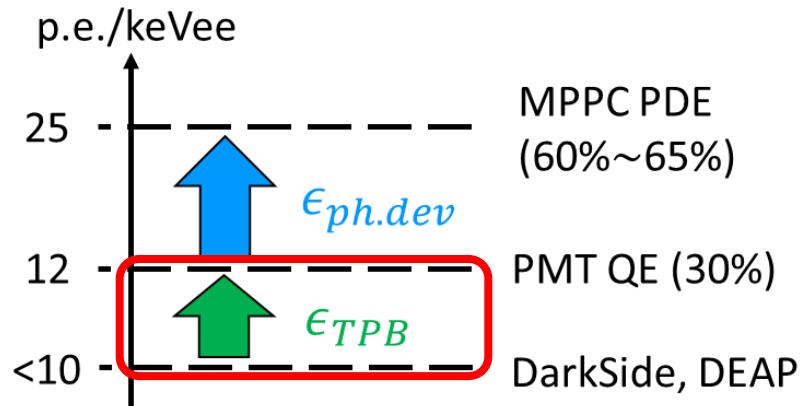 p.e./keVee
25
MPPC PDE
(60%~65%)
ϵph.dev
12
PMT QE (30%)
ϵTPB
<10
DarkSide, DEAP